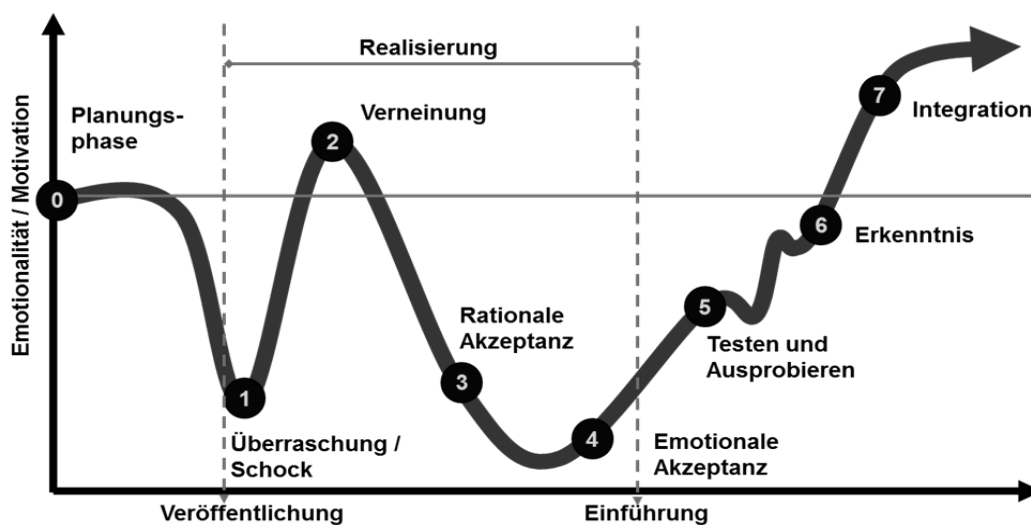 Emotionalität / Motivation
Realisierung
Planungs-
phase
0
1
Überraschung /
Schock
2
Verneinung
3
Rationale
Akzeptanz
4
Emotionale
Akzeptanz
5
Testen und
Ausprobieren
6
Erkenntnis
7
Integration
Veröffentlichung
Einführung